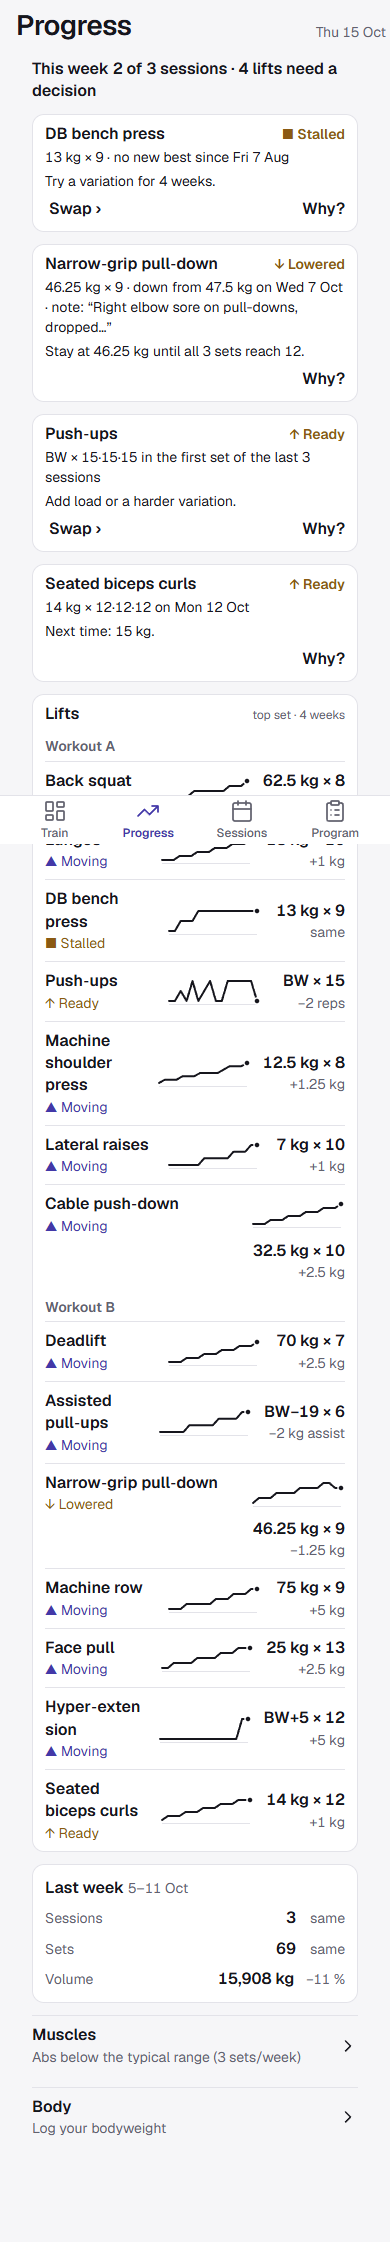 Progress
Thu 15 Oct
This week 2 of 3 sessions · 4 lifts need a
decision
DB bench press
■ Stalled
13 kg × 9 · no new best since Fri 7 Aug
Try a variation for 4 weeks.
Swap ›
Why?
Narrow-grip pull-down
↓ Lowered
46.25 kg × 9 · down from 47.5 kg on Wed 7 Oct
· note: “Right elbow sore on pull-downs,
dropped…”
Stay at 46.25 kg until all 3 sets reach 12.
Why?
Push-ups
↑ Ready
BW × 15·15·15 in the first set of the last 3
sessions
Add load or a harder variation.
Swap ›
Why?
Seated biceps curls
↑ Ready
14 kg × 12·12·12 on Mon 12 Oct
Next time: 15 kg.
Why?
Lifts
top set · 4 weeks
Workout A
Back squat
62.5 kg × 8
Train
Progress
Sessions
Program
▲ Moving
+1 kg
DB bench
press
13 kg × 9
■ Stalled
same
Push-ups
BW × 15
↑ Ready
−2 reps
Machine
shoulder
press
12.5 kg × 8
+1.25 kg
▲ Moving
Lateral raises
7 kg × 10
▲ Moving
+1 kg
Cable push-down
▲ Moving
32.5 kg × 10
+2.5 kg
Workout B
Deadlift
70 kg × 7
▲ Moving
+2.5 kg
Assisted
pull-ups
BW−19 × 6
−2 kg assist
▲ Moving
Narrow-grip pull-down
↓ Lowered
46.25 kg × 9
−1.25 kg
Machine row
75 kg × 9
▲ Moving
+5 kg
Face pull
25 kg × 13
▲ Moving
+2.5 kg
Hyper-exten
sion
BW+5 × 12
+5 kg
▲ Moving
Seated
biceps curls
14 kg × 12
+1 kg
↑ Ready
Last week 5–11 Oct
Sessions
3 same
Sets
69 same
Volume
15,908 kg −11 %
Muscles
Abs below the typical range (3 sets/week)
Body
Log your bodyweight